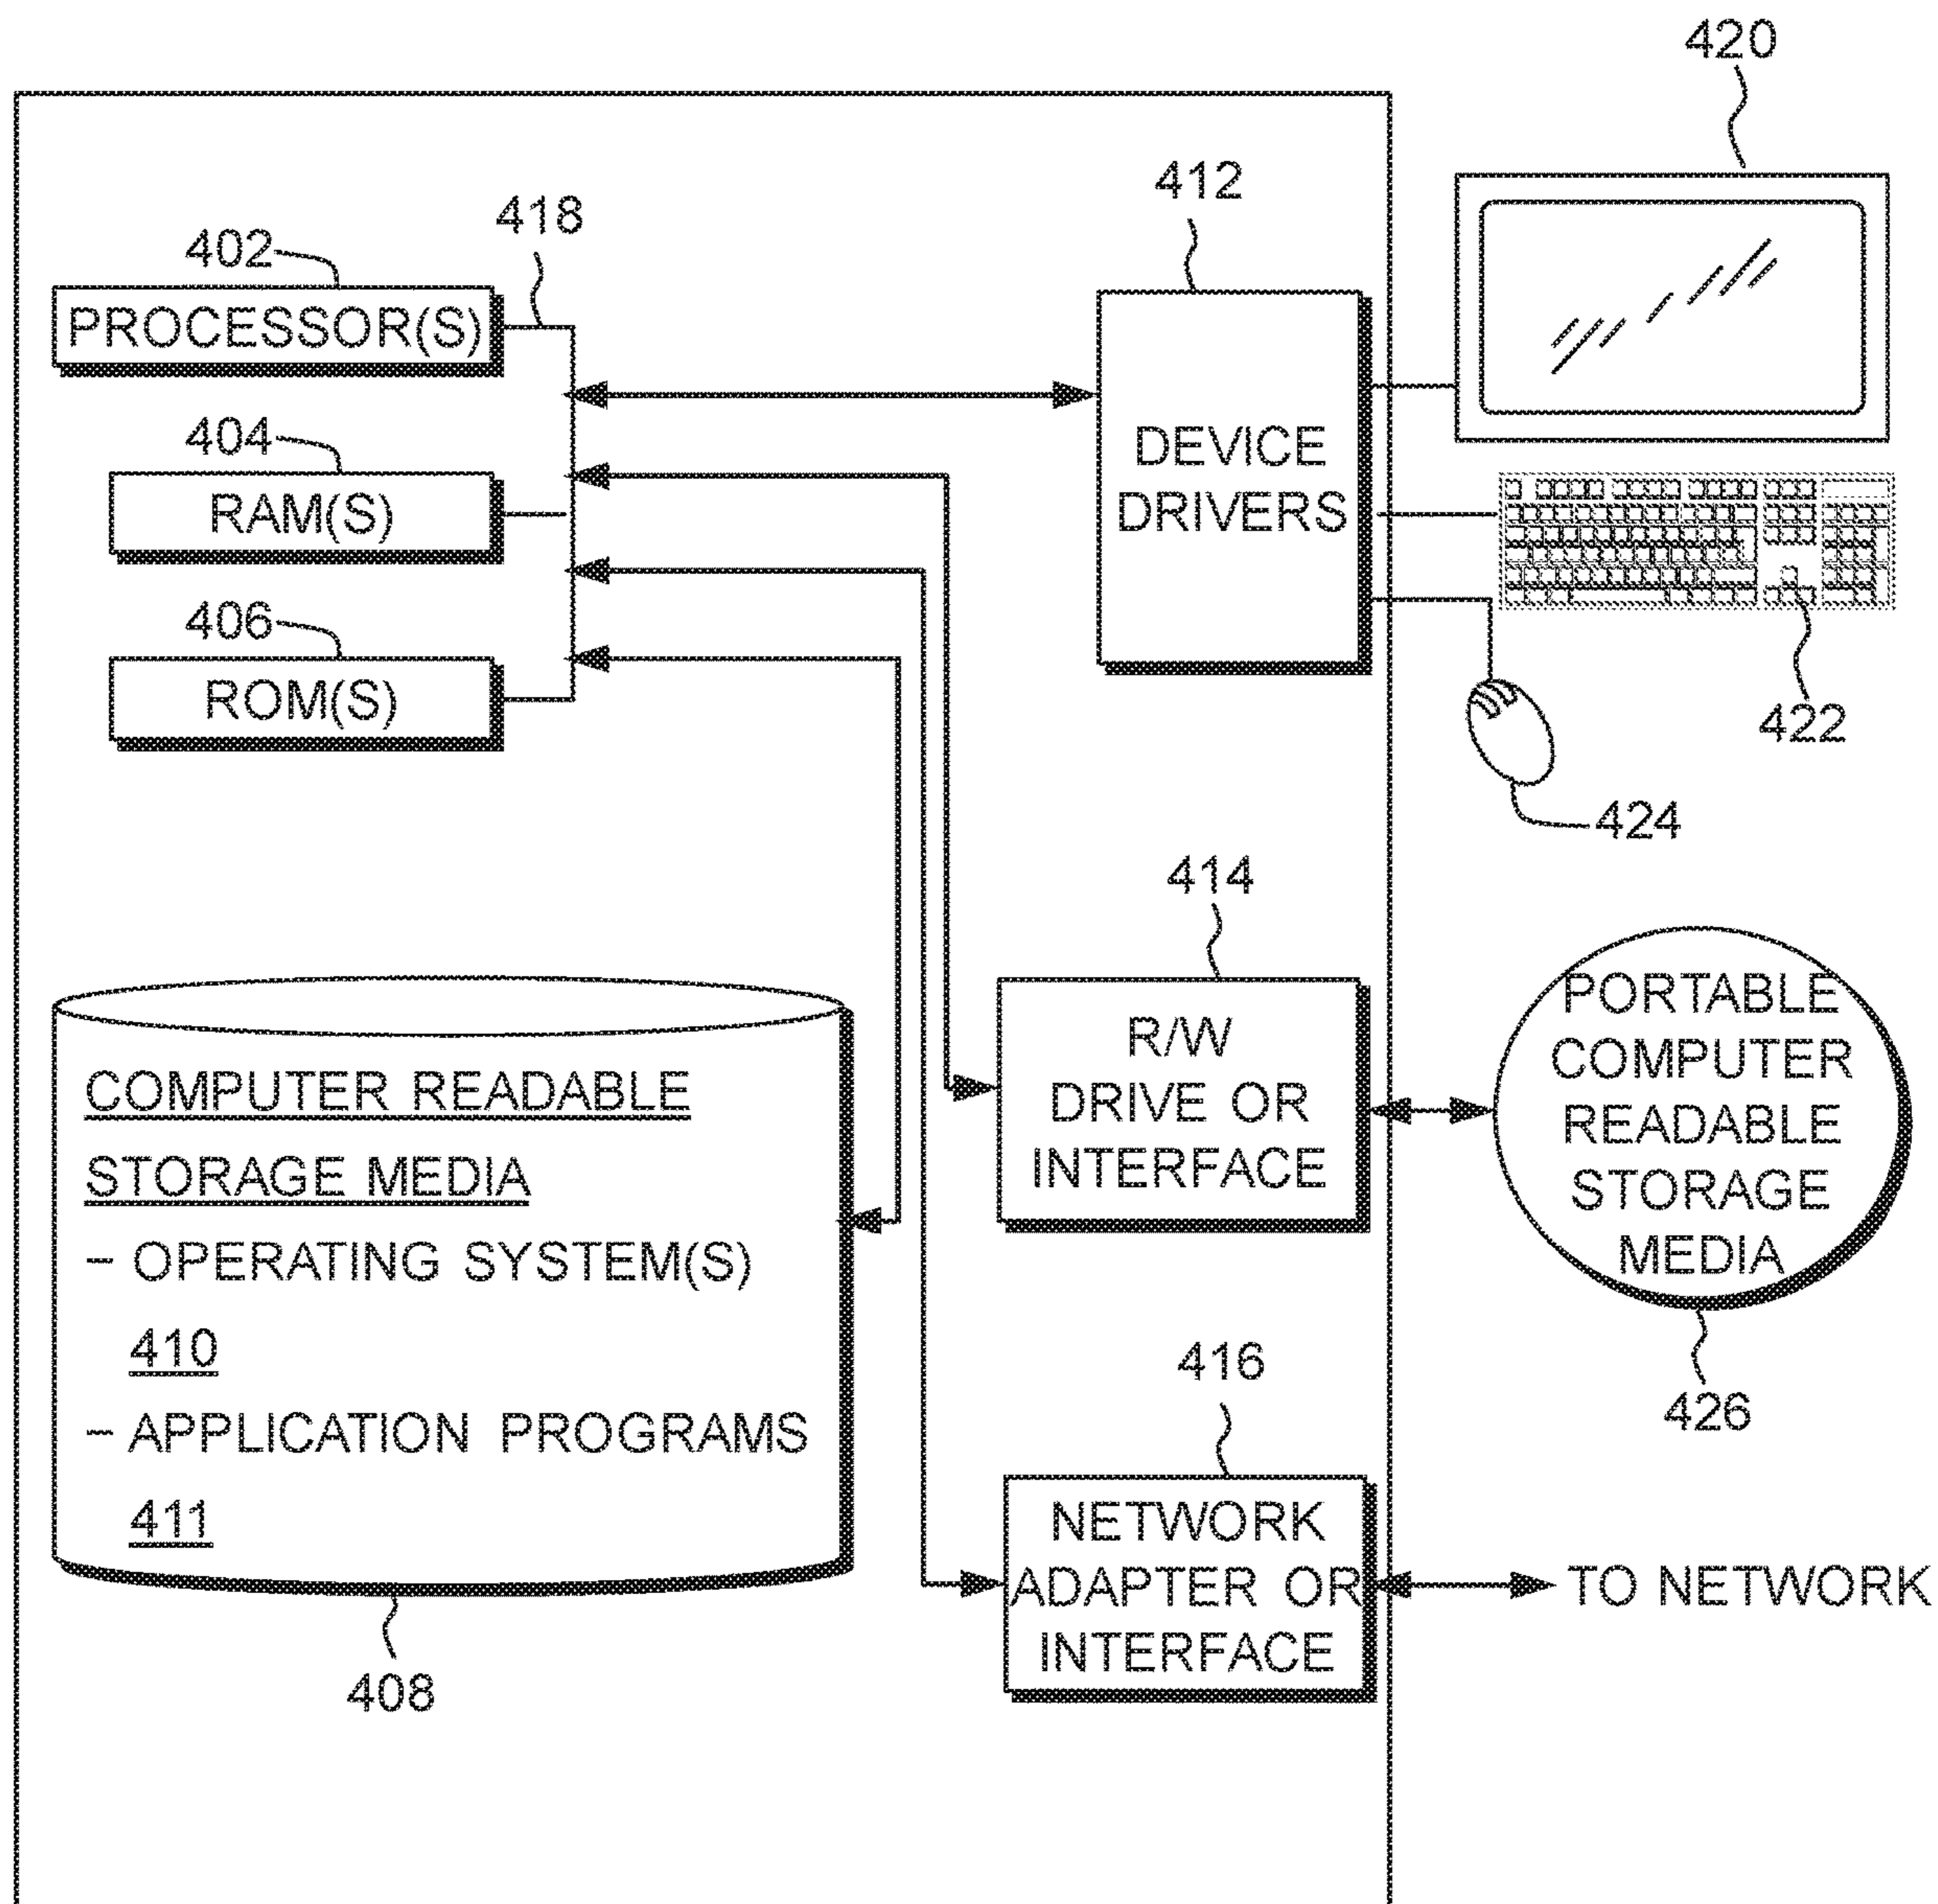 420
412
418
402
PROCESSOR(S)
404
RAM(S)
DEVICE
DRIVERS
406
ROM(S)
422
424
414
PORTABLE
COMPUTER
READABLE
STORAGE
MEDIA
R/W
DRIVE OR
INTERFACE
COMPUTER READABLE
STORAGE MEDIA
– OPERATING SYSTEM(S)
410
– APPLICATION PROGRAMS
411
416
426
NETWORK
ADAPTER OR
INTERFACE
TO NETWORK
408